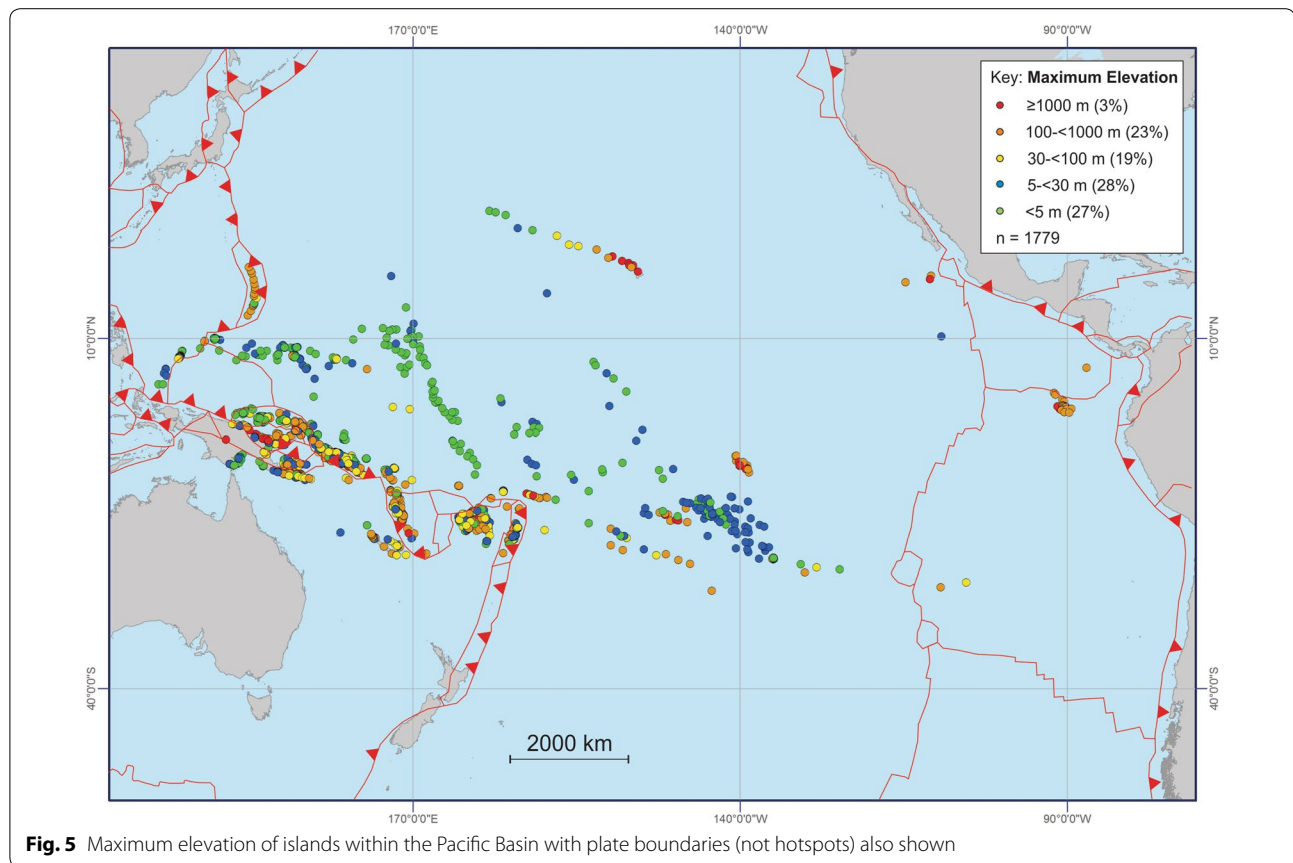 170°0'0"E 140°0'0"W 90°0'0"W
Key: Maximum Elevation
≥1000 m (3%)
100-<1000 m (23%)
30-<100 m (19%)
5-<30 m (28%)
<5 m (27%)
n = 1779
10°0'0"N 10°0'0"N
40°0'0"S 40°0'0"S
2000 km
170°0'0"E 140°0'0"W 90°0'0"W
Fig. 5 Maximum elevation of islands within the Pacific Basin with plate boundaries (not hotspots) also shown